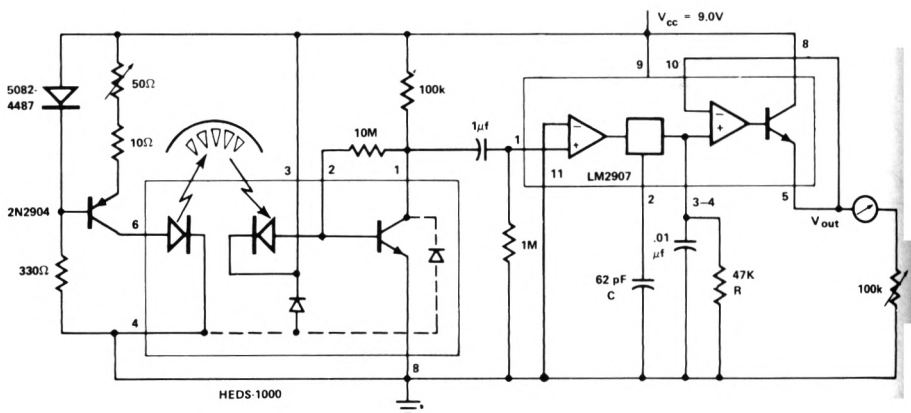 Vcc = 9.0V
8
10
9
5082-
4487
50Ω
100k
10Ω
10M
1μf
1
3
2
1
11
LM2907
2N2904
6
2
3–4
5
Vout
1M
.01
μf
330Ω
62 pF
C
47K
R
100k
4
8
HEDS-1000